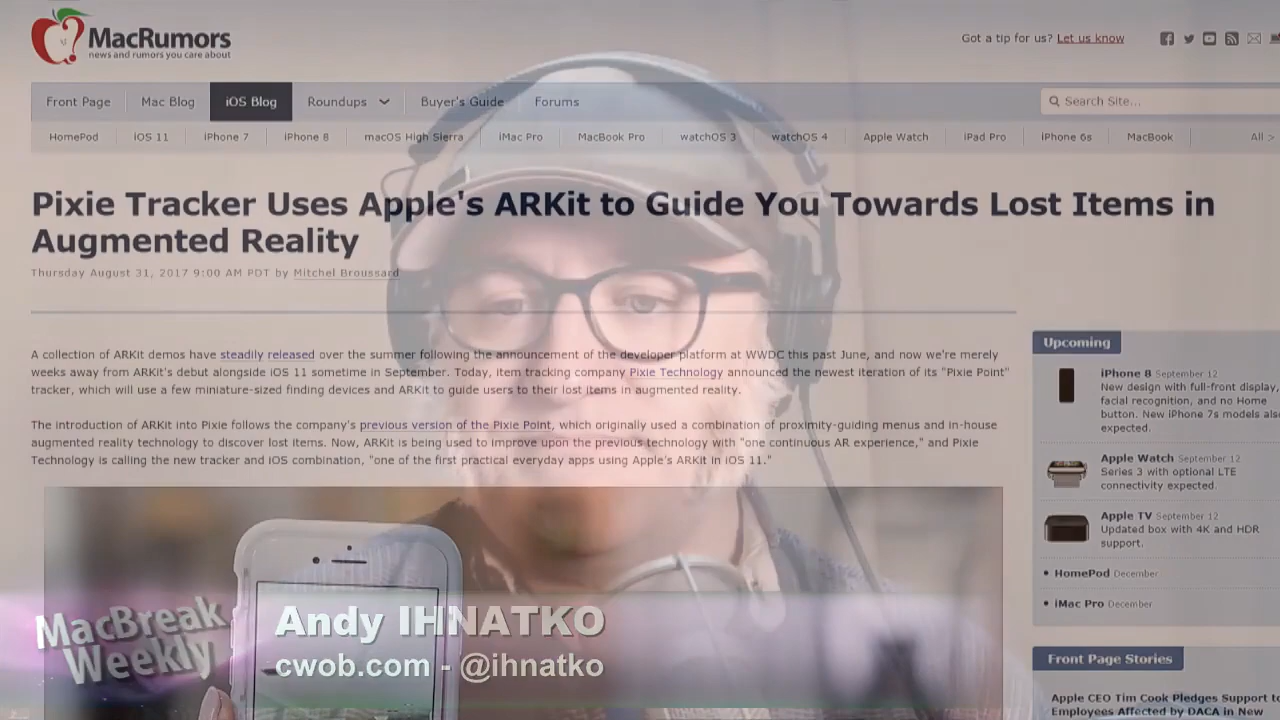 MacRumors
news and rumors you care about
Got a tip for us? Let us know
Front Page
Mac Blog
iOS Blog
Roundups
Buyer's Guide
Forums
Search Site...
HomePod
iOS 11
iPhone 7
iPhone 8
macOS High Sierra
iMac Pro
MacBook Pro
watchOS 3
watchOS 4
Apple Watch
iPad Pro
iPhone 6s
MacBook
All >
Pixie Tracker Uses Apple's ARKit to Guide You Towards Lost Items in
Augmented Reality
Thursday August 31, 2017 9:00 AM PDT by Mitchel Broussard
A collection of ARKit demos have steadily released over the summer following the announcement of the developer platform at WWDC this past June, and now we're merely
weeks away from ARKit's debut alongside iOS 11 sometime in September. Today, item tracking company Pixie Technology announced the newest iteration of its "Pixie Point"
tracker, which will use a few miniature-sized finding devices and ARKit to guide users to their lost items in augmented reality.
The introduction of ARKit into Pixie follows the company's previous version of the Pixie Point, which originally used a combination of proximity-guiding menus and in-house
augmented reality technology to discover lost items. Now, ARKit is being used to improve upon the previous technology with "one continuous AR experience," and Pixie
Technology is calling the new tracker and iOS combination, "one of the first practical everyday apps using Apple's ARKit in iOS 11."
Upcoming
iPhone 8 September 12
New design with full-front display,
facial recognition, and no Home
button. New iPhone 7s models als
expected.
Apple Watch September 12
Series 3 with optional LTE
connectivity expected.
Apple TV September 12
Updated box with 4K and HDR
support.
• HomePod December
• iMac Pro December
Front Page Stories
Apple CEO Tim Cook Pledges Support to
Employees Affected by DACA in New
MacBreak
Weekly
Andy IHNATKO
cwob.com - @ihnatko